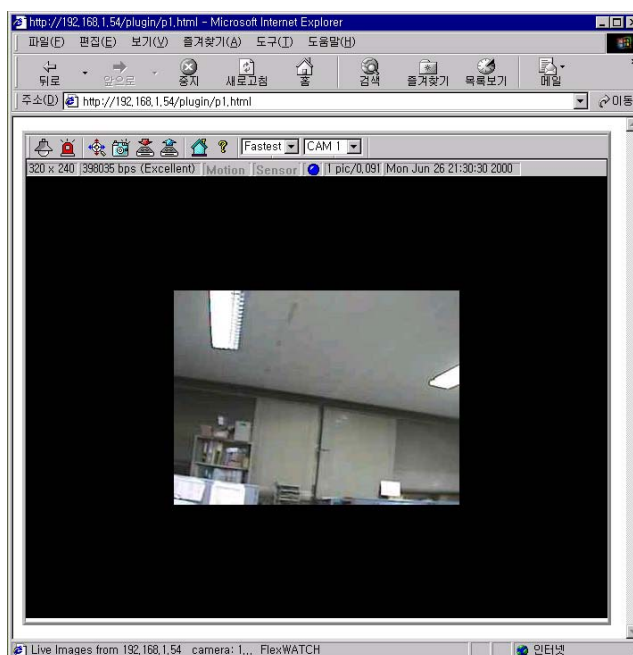 http://192,168,1,54/plugin/p1.html - Microsoft Internet Explorer
파일(F) 편집(E) 보기(V) 즐겨찾기(A) 도구(T) 도움말(H)
뒤로 앞으로 중지 새로고침 홈 검색 즐겨찾기 목록보기 메일
주소(D) http://192,168,1,54/plugin/p1.html 이동
Fastest CAM 1
320 x 240 398035 bps (Excellent) Motion Sensor 1 pic/0,091 Mon Jun 26 21:30:30 2000
Live Images from 192,168,1,54 camera: 1,,, FlexWATCH 인터넷